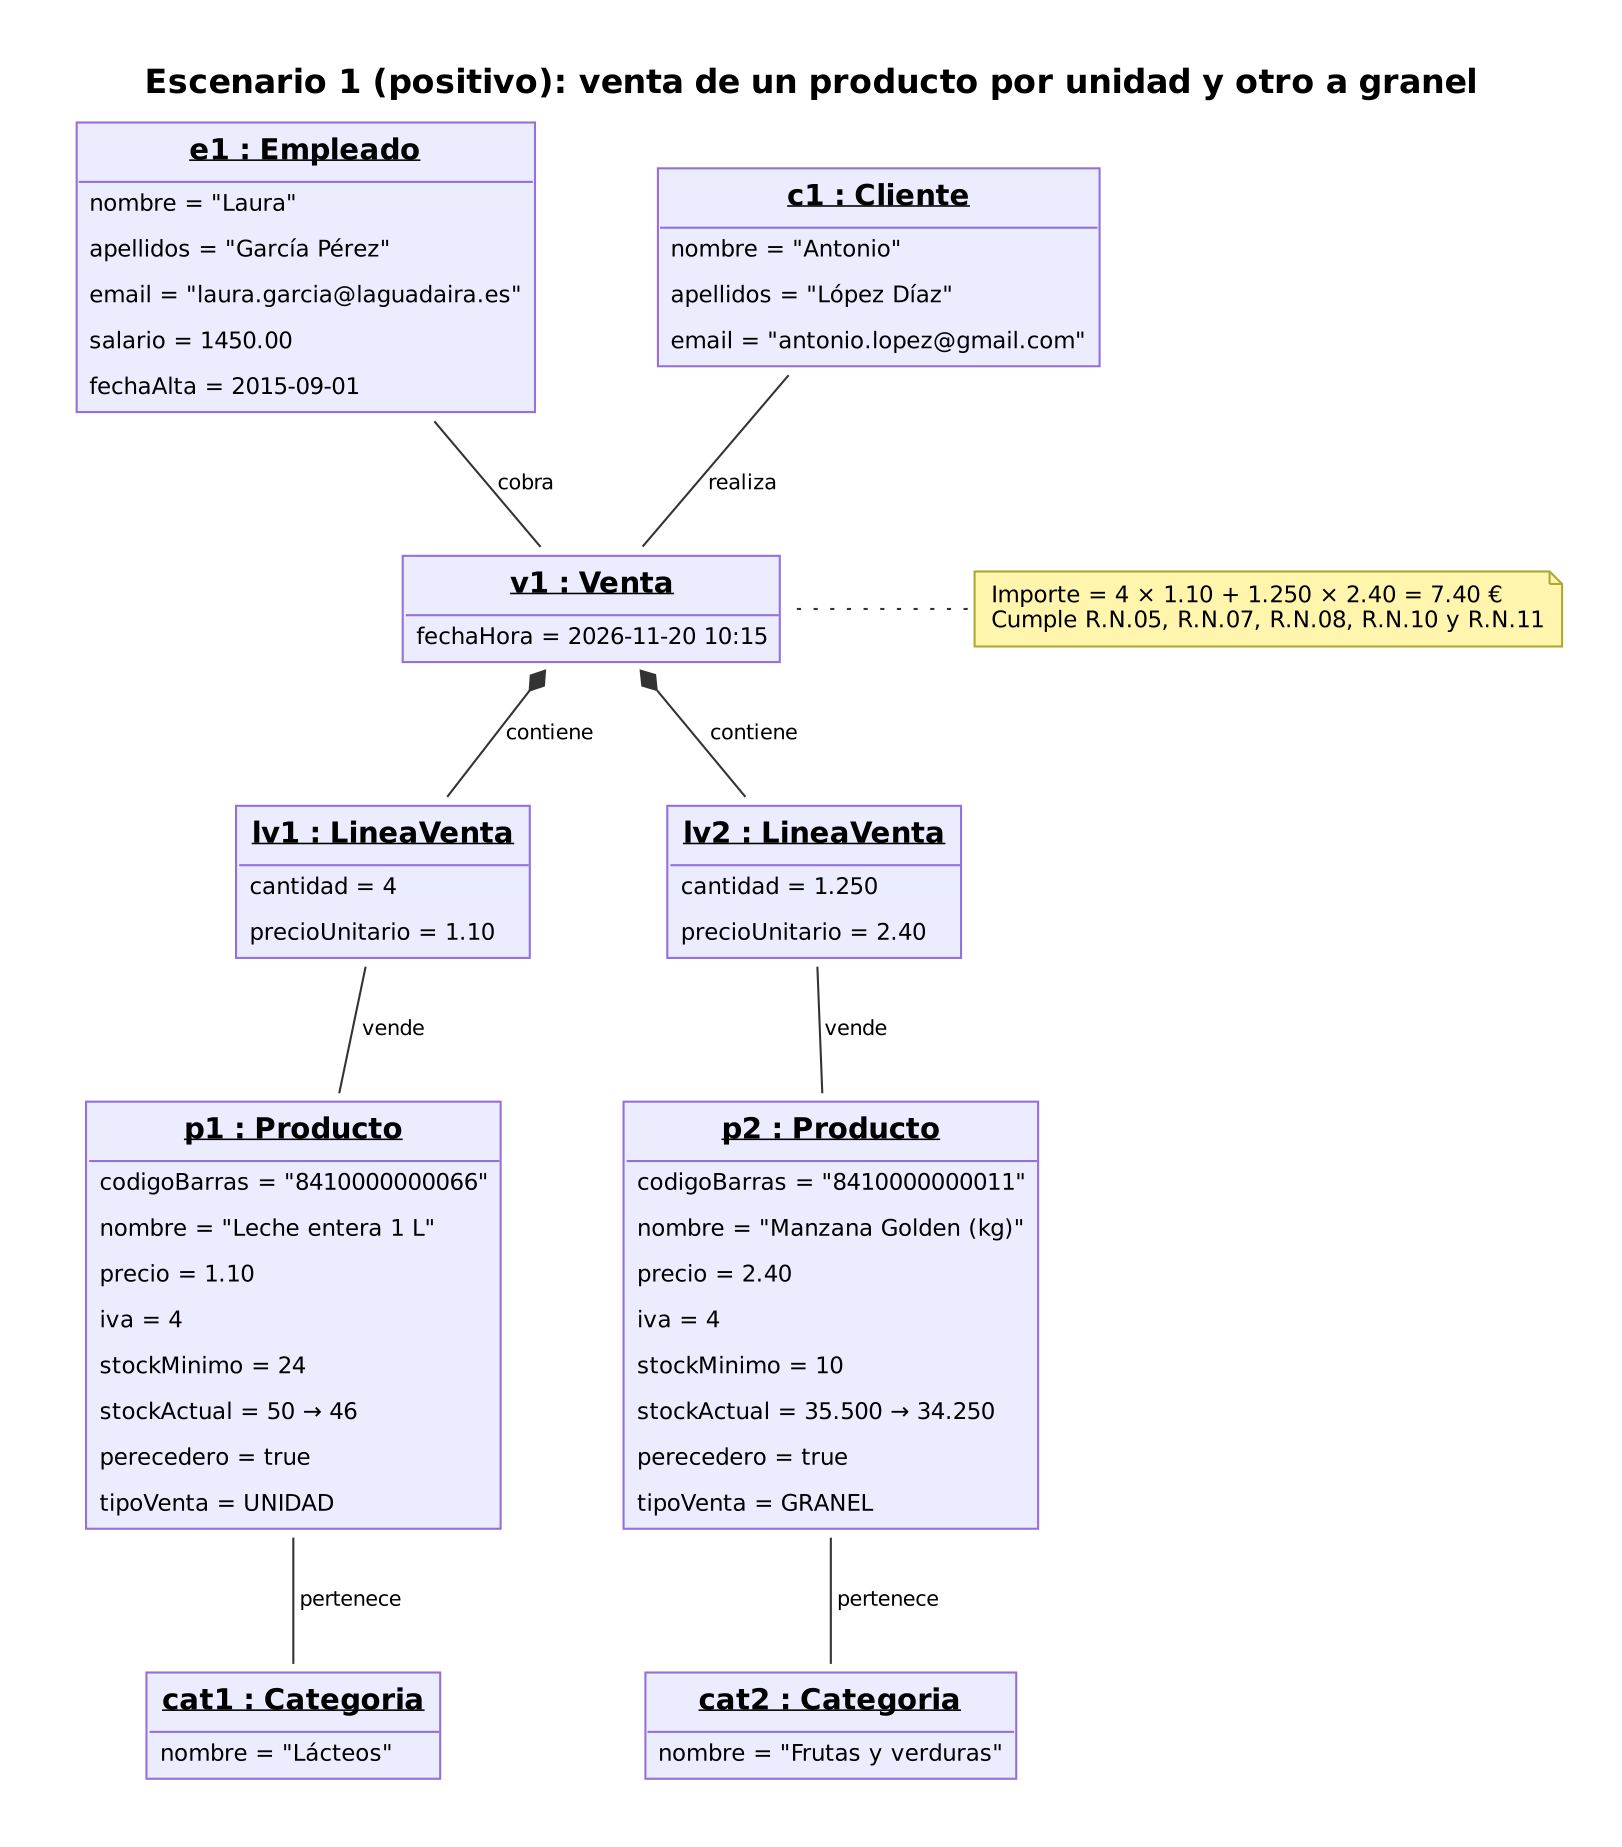 Escenario 1 (positivo): venta de un producto por unidad y otro a granel
e1 : Empleado
nombre = "Laura"
apellidos = "García Pérez"
email = "laura.garcia@laguadaira.es"
salario = 1450.00
fechaAlta = 2015-09-01
c1 : Cliente
nombre = "Antonio"
apellidos = "López Díaz"
email = "antonio.lopez@gmail.com"
cobra
realiza
v1 : Venta
fechaHora = 2026-11-20 10:15
Importe = 4 × 1.10 + 1.250 × 2.40 = 7.40 €
Cumple R.N.05, R.N.07, R.N.08, R.N.10 y R.N.11
contiene
contiene
lv1 : LineaVenta
cantidad = 4
precioUnitario = 1.10
lv2 : LineaVenta
cantidad = 1.250
precioUnitario = 2.40
vende
vende
p1 : Producto
codigoBarras = "8410000000066"
nombre = "Leche entera 1 L"
precio = 1.10
iva = 4
stockMinimo = 24
stockActual = 50 → 46
perecedero = true
tipoVenta = UNIDAD
p2 : Producto
codigoBarras = "8410000000011"
nombre = "Manzana Golden (kg)"
precio = 2.40
iva = 4
stockMinimo = 10
stockActual = 35.500 → 34.250
perecedero = true
tipoVenta = GRANEL
pertenece
pertenece
cat1 : Categoria
nombre = "Lácteos"
cat2 : Categoria
nombre = "Frutas y verduras"